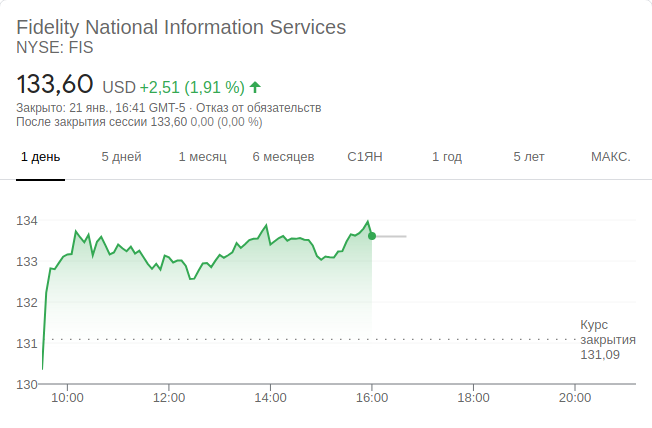 Fidelity National Information Services
NYSE: FIS
133,60 USD +2,51 (1,91 %)
Закрыто: 21 янв., 16:41 GMT-5 · Отказ от обязательств
После закрытия сессии 133,60 0,00 (0,00 %)
1 день 5 дней 1 месяц 6 месяцев С1ЯН 1 год 5 лет МАКС.
134
133
132
131
130
Курс
закрытия
131,09
10:00 12:00 14:00 16:00 18:00 20:00